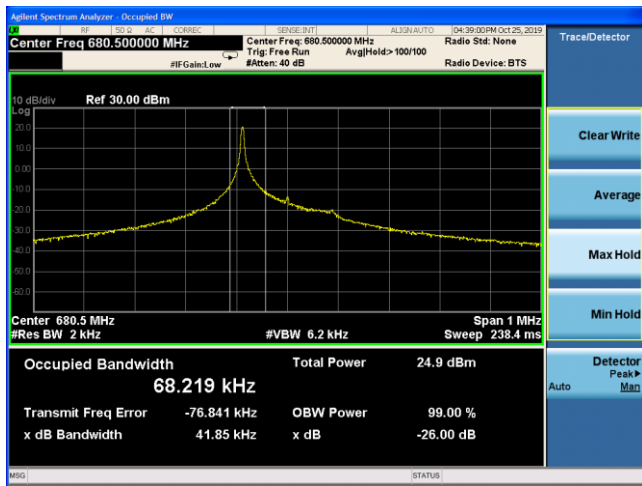 Agilent Spectrum Analyzer - Occupied BW
RF 50 Ω AC CORREC SENSE:INT ALIGN AUTO 04:39:00PM Oct 25, 2019
Center Freq 680.500000 MHz Center Freq: 680.500000 MHz Radio Std: None Trace/Detector
Trig: Free Run Avg|Hold:>100/100
#IFGain:Low #Atten: 40 dB Radio Device: BTS
10 dB/div Ref 30.00 dBm
Log
20.0
10.0
0.00
-10.0
-20.0
-30.0
-40.0
-50.0
-60.0
Center 680.5 MHz Span 1 MHz
#Res BW 2 kHz #VBW 6.2 kHz Sweep 238.4 ms
Occupied Bandwidth Total Power 24.9 dBm
68.219 kHz
Transmit Freq Error -76.841 kHz OBW Power 99.00 %
x dB Bandwidth 41.85 kHz x dB -26.00 dB
Clear Write
Average
Max Hold
Min Hold
Detector
Peak▶
Auto Man
MSG STATUS